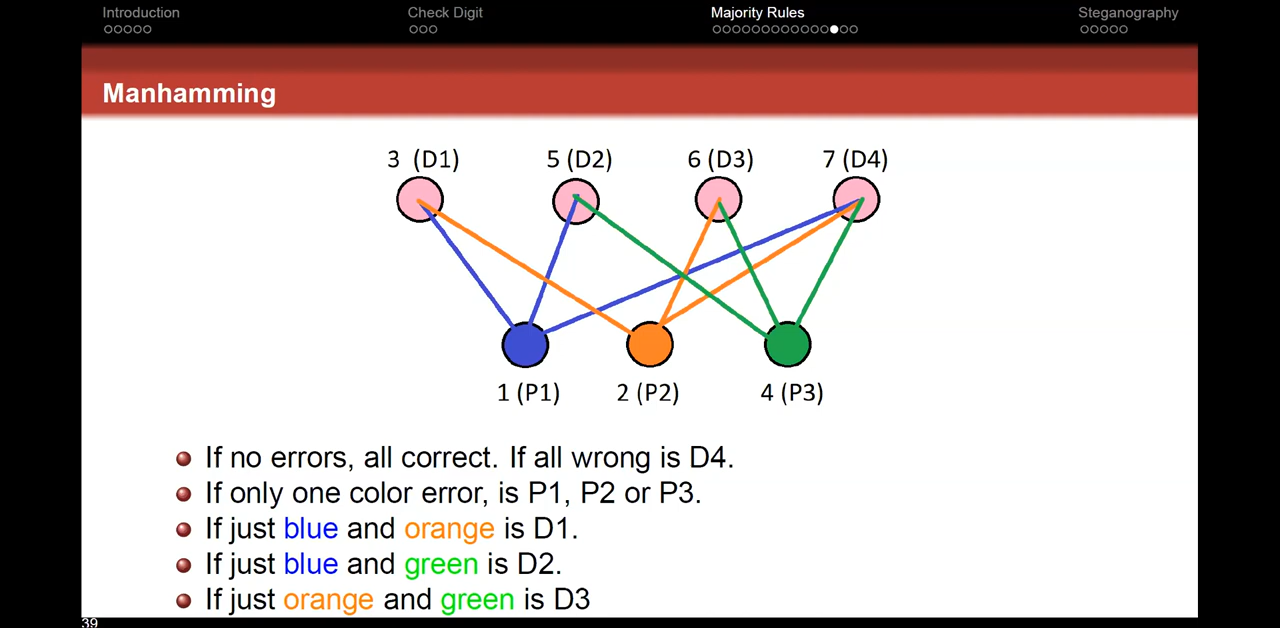 Introduction Check Digit Majority Rules Steganography
Manhamming
3 (D1) 5 (D2) 6 (D3) 7 (D4)
1 (P1) 2 (P2) 4 (P3)
If no errors, all correct. If all wrong is D4.
If only one color error, is P1, P2 or P3.
If just blue and orange is D1.
If just blue and green is D2.
If just orange and green is D3
39